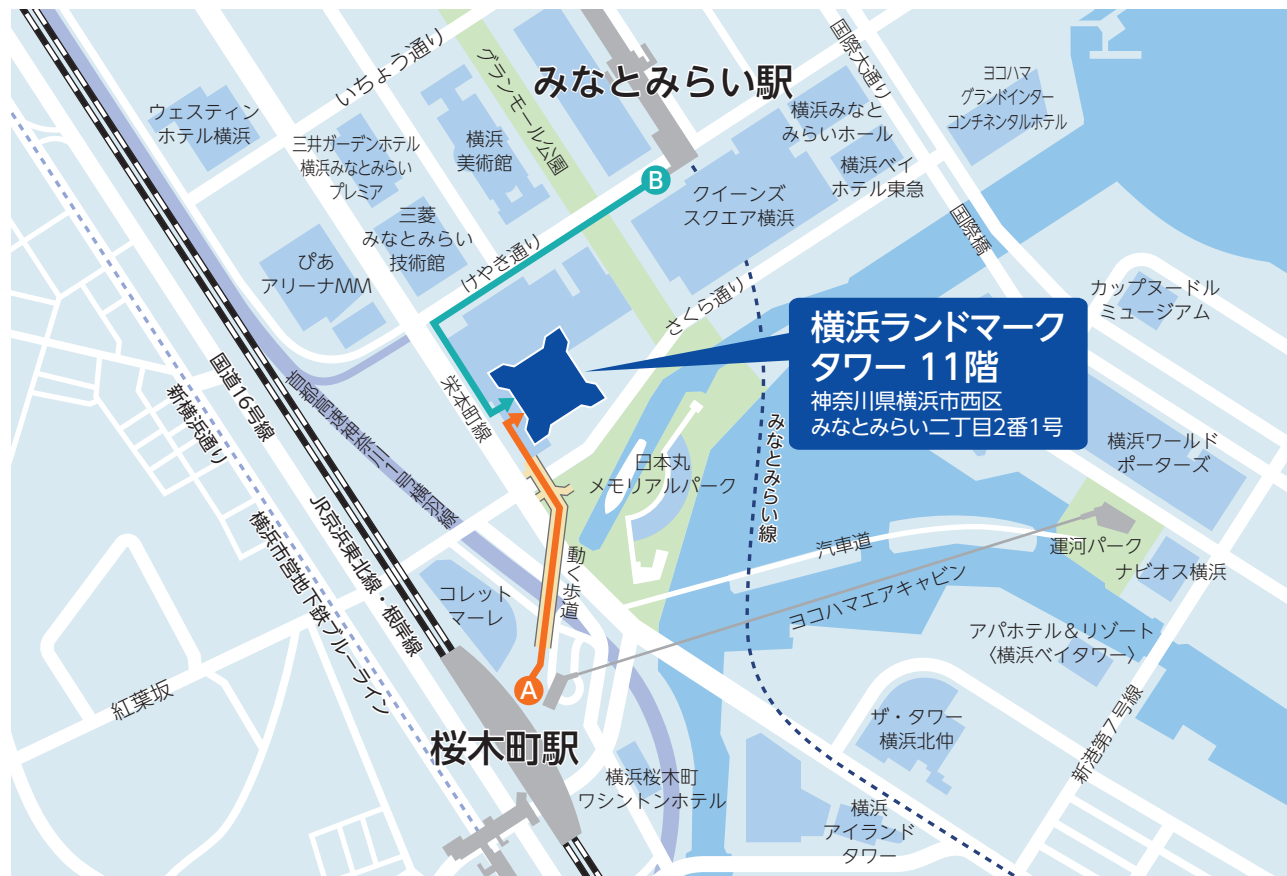 いちょう通り
グランモール公園
みなとみらい駅
国際大通り
ヨコハマ
グランドインター
コンチネンタルホテル
ウェスティン
ホテル横浜
三井ガーデンホテル
横浜みなとみらい
プレミア
横浜
美術館
横浜みなと
みらいホール
横浜ベイ
ホテル東急
B
クイーンズ
スクエア横浜
三菱
みなとみらい
技術館
ぴあ
アリーナMM
けやき通り
国際橋
さくら通り
カップヌードル
ミュージアム
横浜ランドマーク
タワー 11階
神奈川県横浜市西区
みなとみらい二丁目2番1号
国道16号線
新横浜通り
首都高速神奈川1号横羽線
栄本町線
みなとみらい線
横浜ワールド
ポーターズ
日本丸
メモリアルパーク
JR京浜東北線・根岸線
横浜市営地下鉄ブルーライン
動く歩道
汽車道
運河パーク
ナビオス横浜
ヨコハマエアキャビン
コレット
マーレ
アパホテル&リゾート
〈横浜ベイタワー〉
紅葉坂
A
桜木町駅
ザ・タワー
横浜北仲
新港第7号線
横浜桜木町
ワシントンホテル
横浜
アイランド
タワー